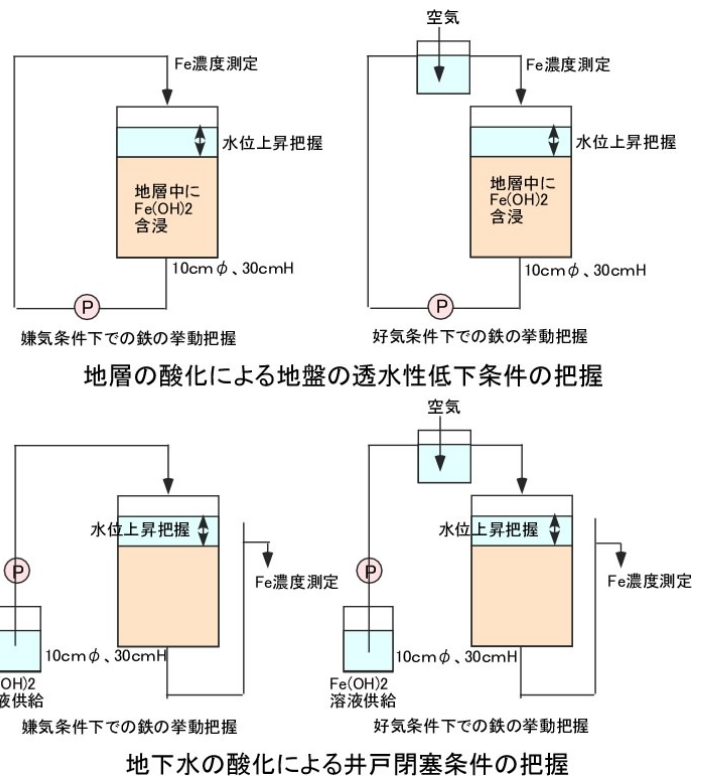 空気
Fe濃度測定
Fe濃度測定
水位上昇把握
水位上昇把握
地層中に
Fe(OH)2
含浸
地層中に
Fe(OH)2
含浸
10cmφ、30cmH
10cmφ、30cmH
P
P
嫌気条件下での鉄の挙動把握
好気条件下での鉄の挙動把握
地層の酸化による地盤の透水性低下条件の把握
空気
水位上昇把握
水位上昇把握
P
P
Fe濃度測定
Fe濃度測定
10cmφ、30cmH
10cmφ、30cmH
OH)2
液供給
Fe(OH)2
溶液供給
嫌気条件下での鉄の挙動把握
好気条件下での鉄の挙動把握
地下水の酸化による井戸閉塞条件の把握